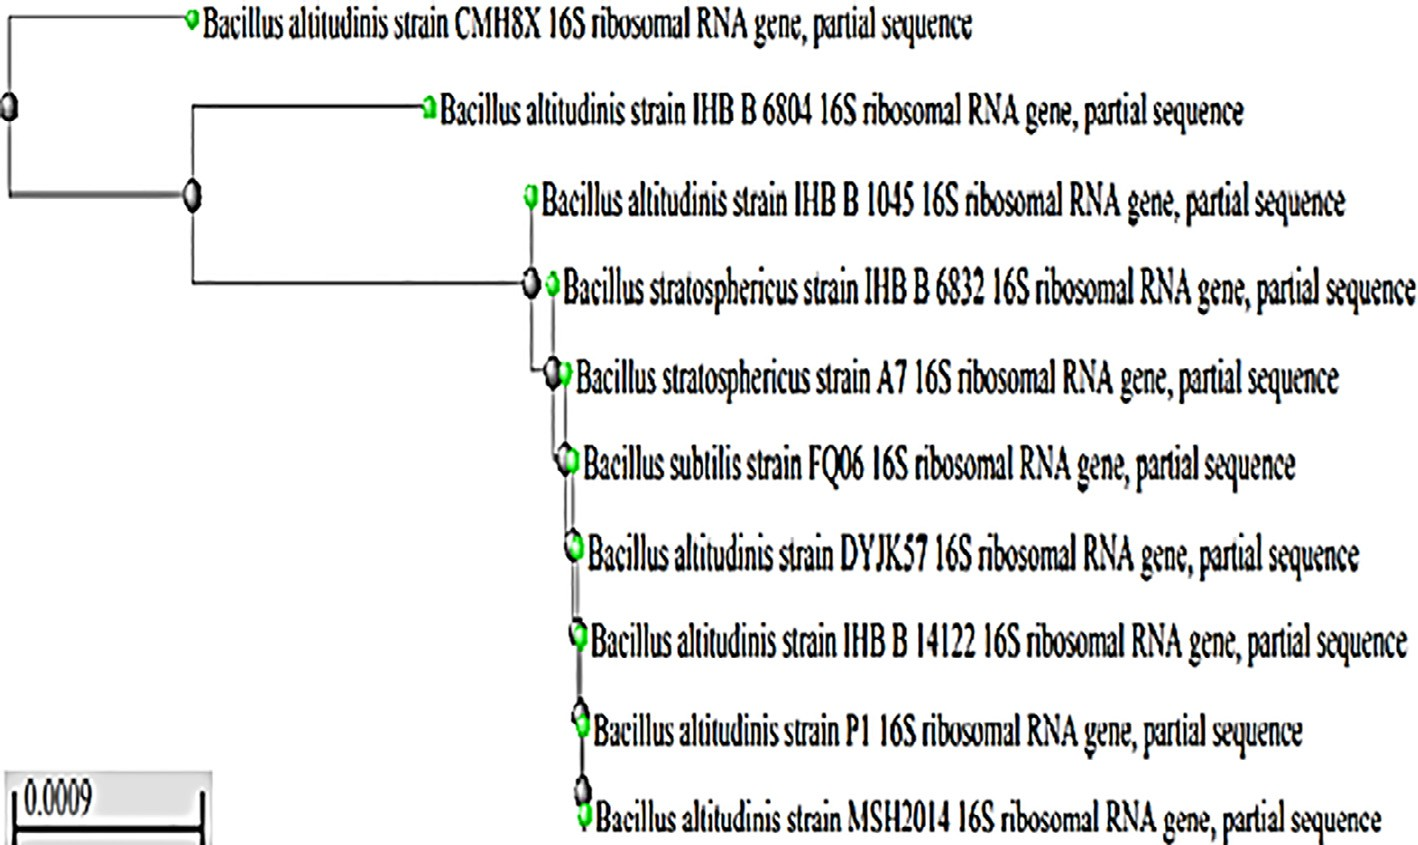 Bacillus altitudinis strain CMH8X 16S ribosomal RNA gene, partial sequence
Bacillus altitudinis strain IHB B 6804 16S ribosomal RNA gene, partial sequence
Bacillus altitudinis strain IHB B 1045 16S ribosomal RNA gene, partial sequence
Bacillus stratosphericus strain IHB B 6832 16S ribosomal RNA gene, partial sequence
Bacillus stratosphericus strain A7 16S ribosomal RNA gene, partial sequence
Bacillus subtilis strain FQ06 16S ribosomal RNA gene, partial sequence
Bacillus altitudinis strain DYJK57 16S ribosomal RNA gene, partial sequence
Bacillus altitudinis strain IHB B 14122 16S ribosomal RNA gene, partial sequence
Bacillus altitudinis strain P1 16S ribosomal RNA gene, partial sequence
0.0009
Bacillus altitudinis strain MSH2014 16S ribosomal RNA gene, partial sequence